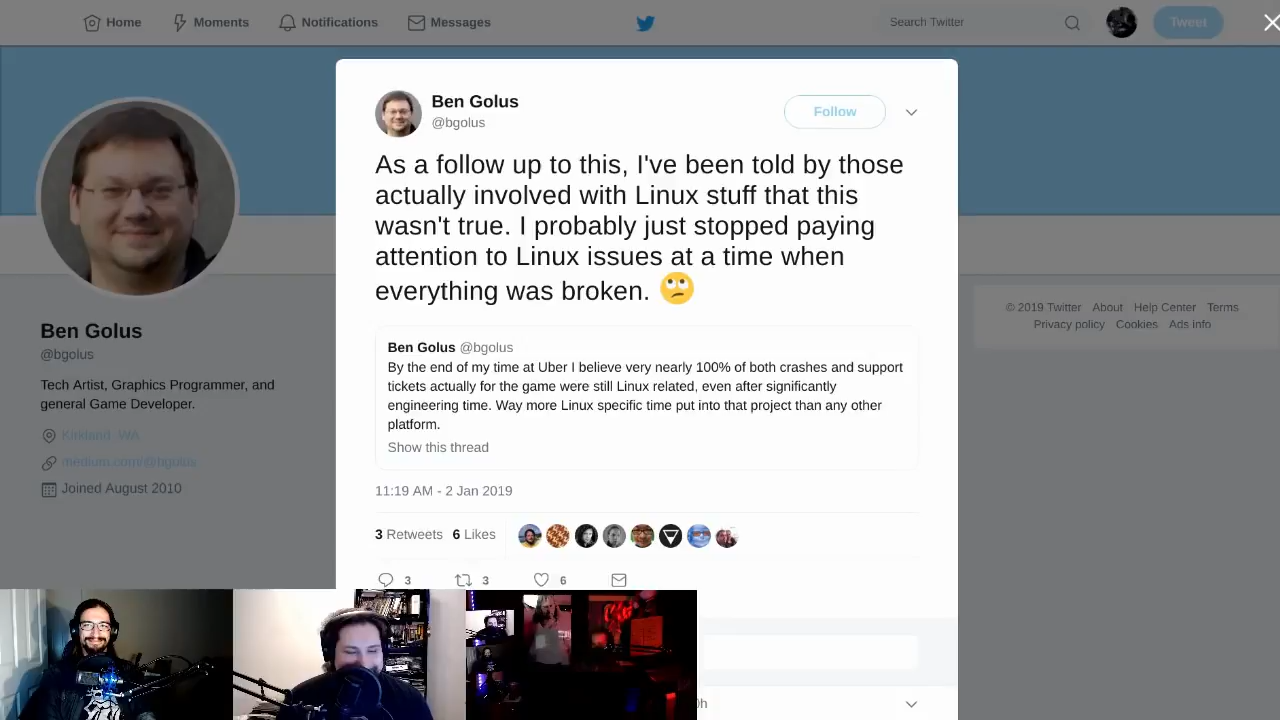 Home Moments Notifications Messages Search Twitter Tweet
Ben Golus
@bgolus
Follow
As a follow up to this, I've been told by those
actually involved with Linux stuff that this
wasn't true. I probably just stopped paying
attention to Linux issues at a time when
everything was broken. 🙄
Ben Golus @bgolus
By the end of my time at Uber I believe very nearly 100% of both crashes and support
tickets actually for the game were still Linux related, even after significantly
engineering time. Way more Linux specific time put into that project than any other
platform.
Show this thread
11:19 AM - 2 Jan 2019
3 Retweets 6 Likes
3 3 6
Ben Golus
@bgolus
Tech Artist, Graphics Programmer, and
general Game Developer.
Kirkland, WA
medium.com/@bgolus
Joined August 2010
© 2019 Twitter About Help Center Terms
Privacy policy Cookies Ads info